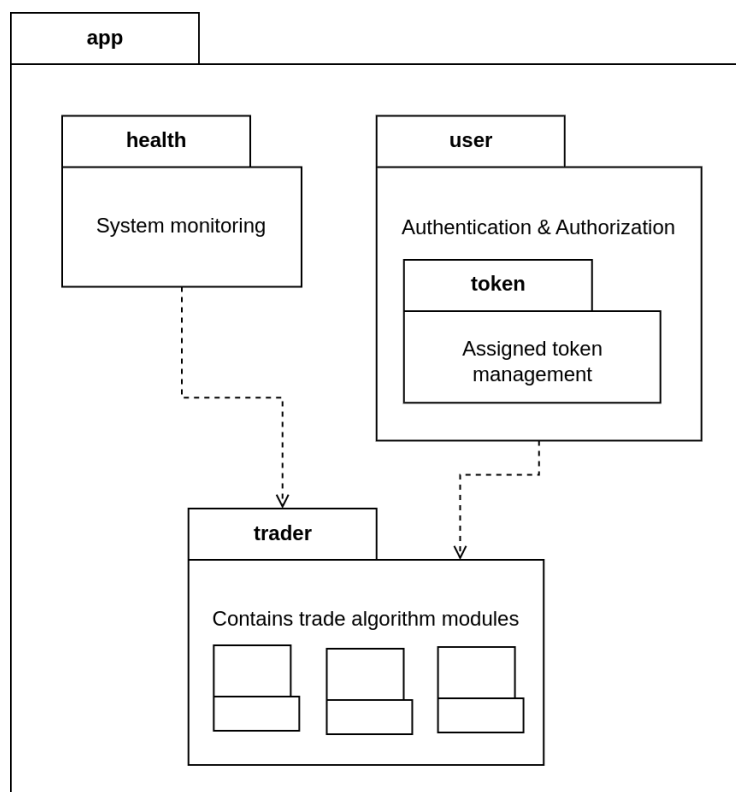 app
health
user
System monitoring
Authentication & Authorization
token
Assigned token
management
trader
Contains trade algorithm modules